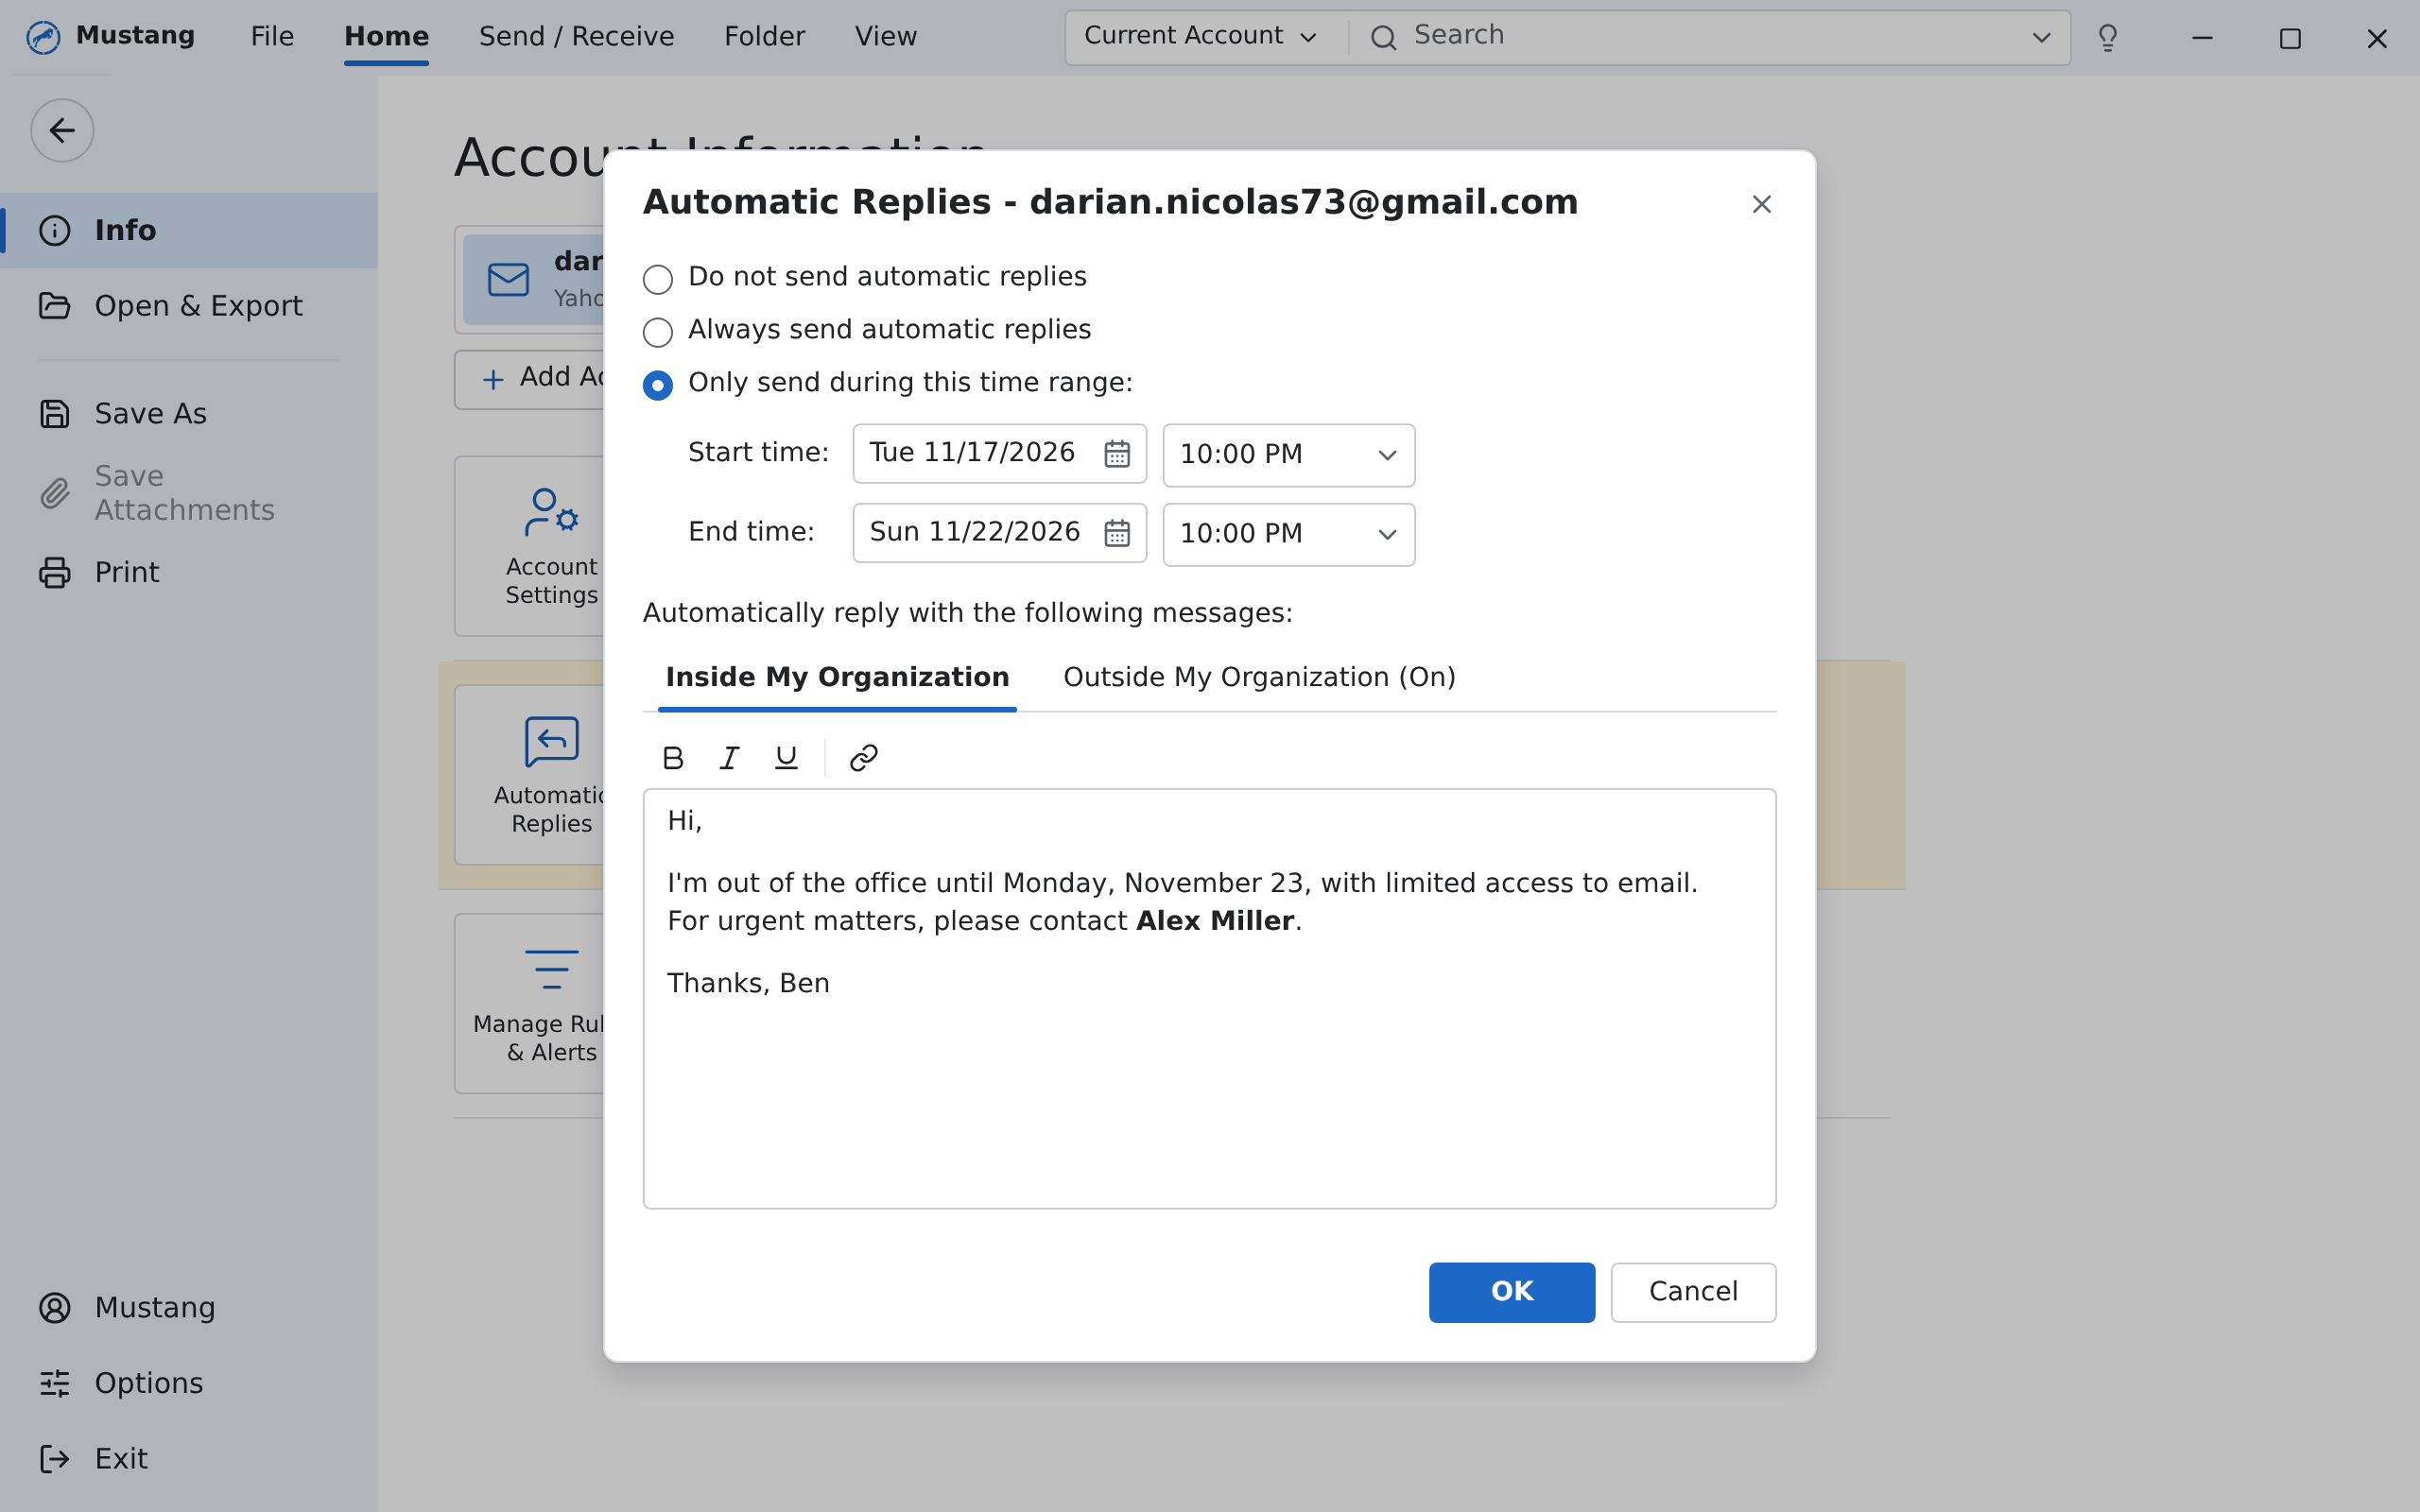 Mustang File Home Send / Receive Folder View Current Account Search
Account Information
Info
Open & Export
Save As
Save
Attachments
Print
Mustang
Options
Exit
Add
Account
Settings
Automatic
Replies
Manage
& Alerts
Automatic Replies - darian.nicolas73@gmail.com
Do not send automatic replies
Always send automatic replies
Only send during this time range:
Start time: Tue 11/17/2026 10:00 PM
End time: Sun 11/22/2026 10:00 PM
Automatically reply with the following messages:
Inside My Organization Outside My Organization (On)
Hi,
I'm out of the office until Monday, November 23, with limited access to email.
For urgent matters, please contact Alex Miller.
Thanks, Ben
OK Cancel